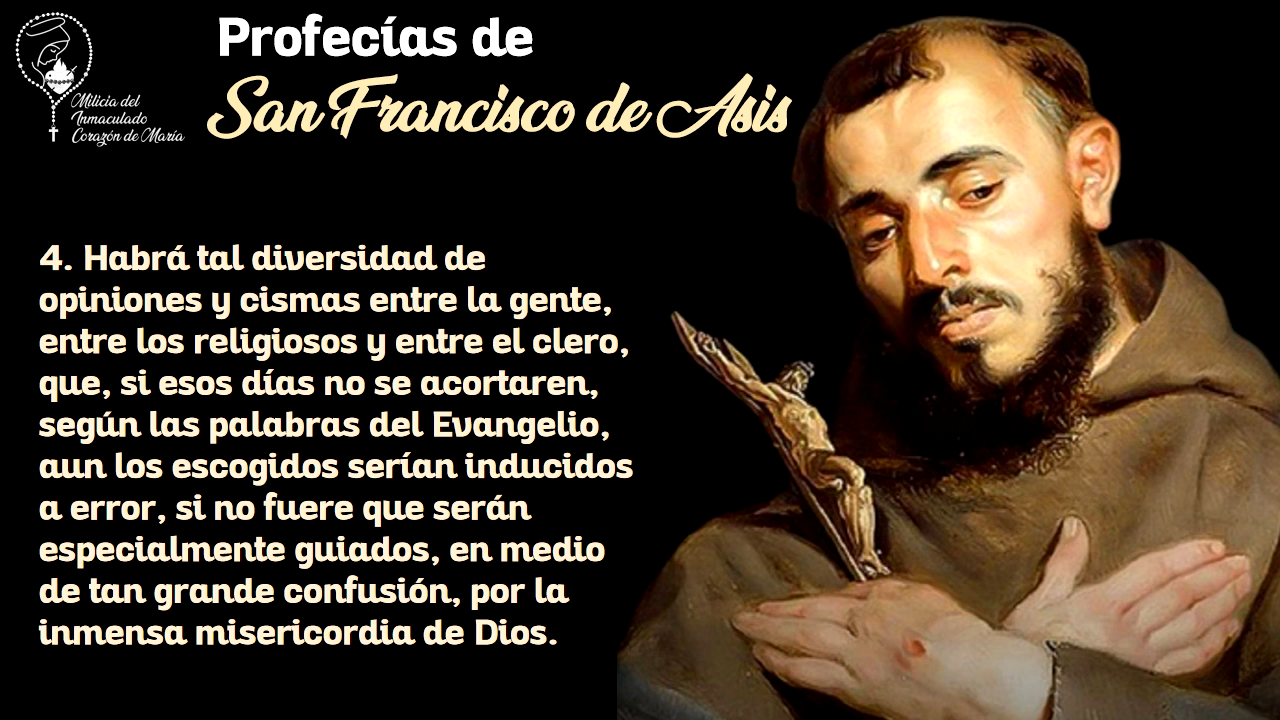 Profecías de
San Francisco de Asis
Milicia del
Inmaculado
Corazón de María
4. Habrá tal diversidad de
opiniones y cismas entre la gente,
entre los religiosos y entre el clero,
que, si esos días no se acortaren,
según las palabras del Evangelio,
aun los escogidos serían inducidos
a error, si no fuere que serán
especialmente guiados, en medio
de tan grande confusión, por la
inmensa misericordia de Dios.